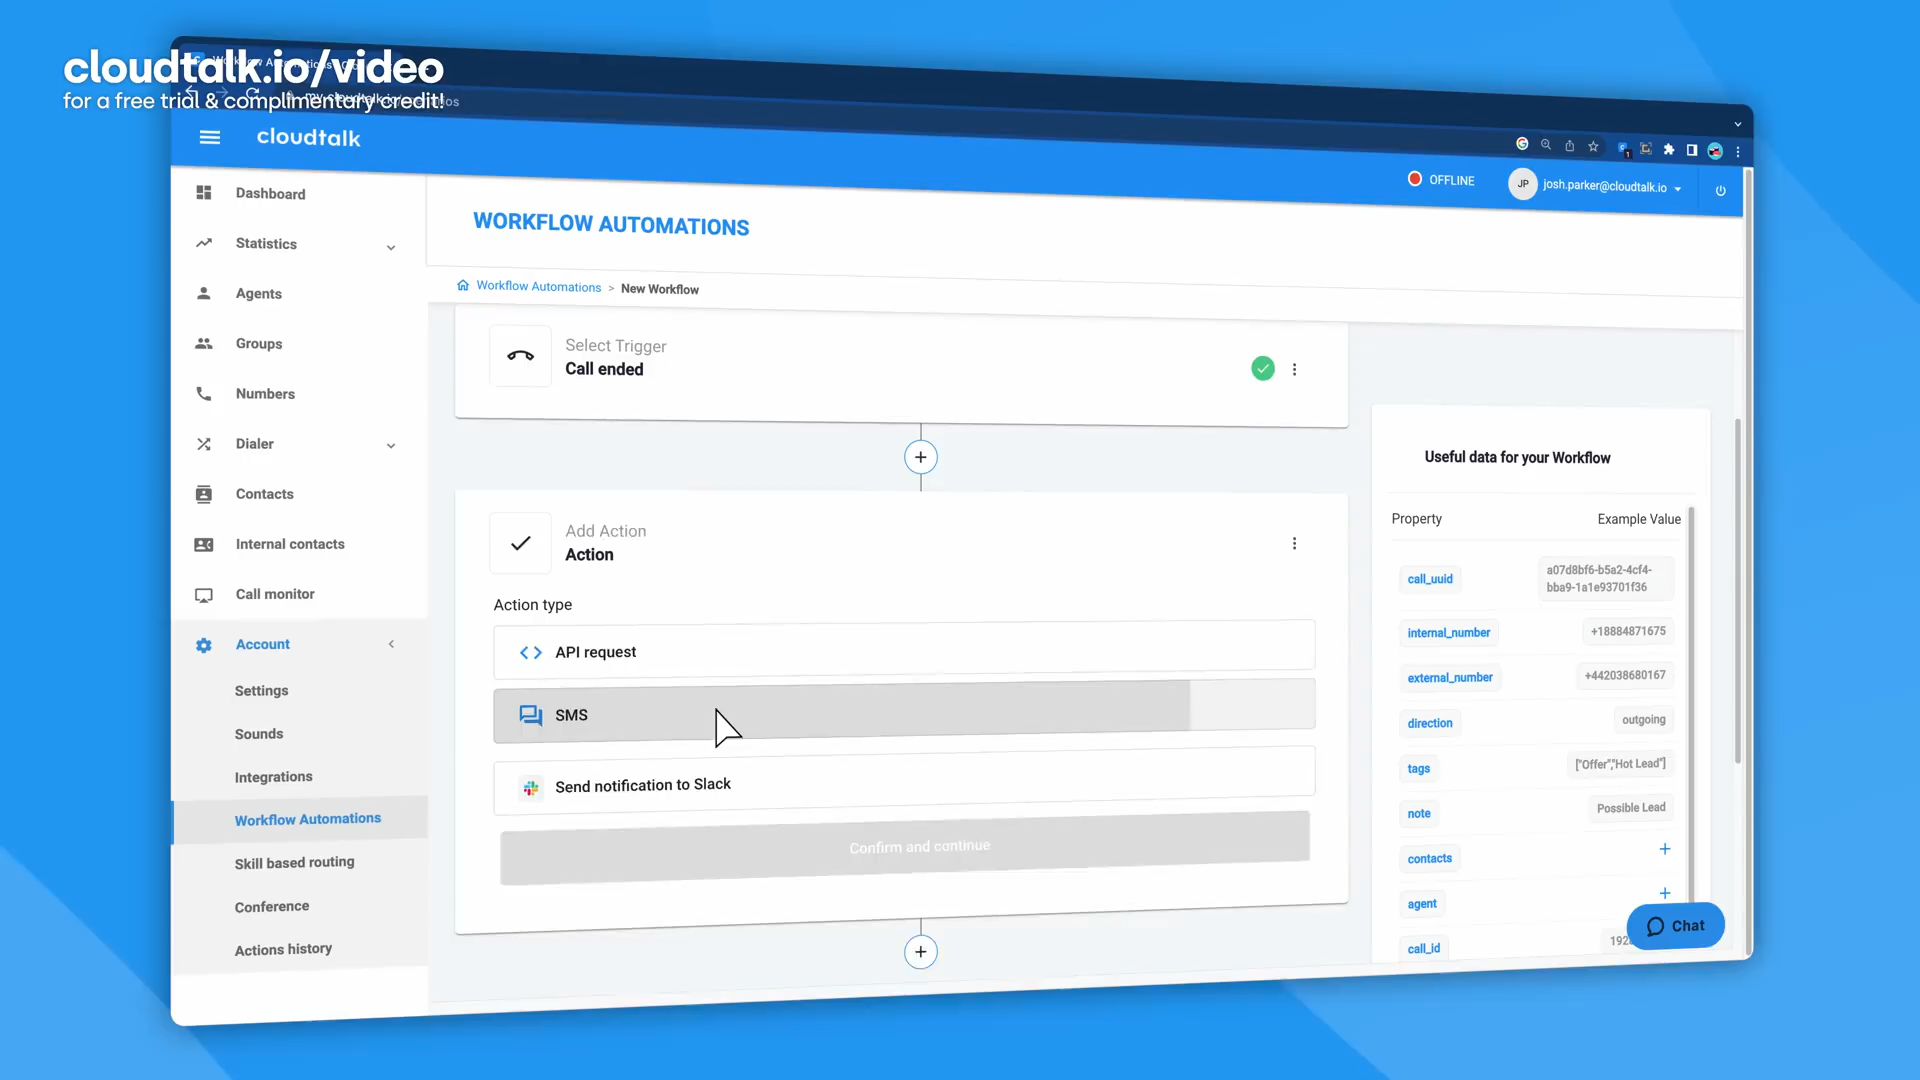 cloudtalk.io/video
for a free trial & complimentary credit!
cloudtalk
OFFLINE
JP
josh.parker@cloudtalk.io
Dashboard
Statistics
Agents
Groups
Numbers
Dialer
Contacts
Internal contacts
Call monitor
Account
Settings
Sounds
Integrations
Workflow Automations
Skill based routing
Conference
Actions history
WORKFLOW AUTOMATIONS
Workflow Automations > New Workflow
Select Trigger
Call ended
Add Action
Action
Action type
API request
SMS
Send notification to Slack
Confirm and continue
Useful data for your Workflow
Property Example Value
call_uuid a07d8bf6-b5a2-4cf4-
bba9-1a1e93701f36
internal_number +18884871675
external_number +442038680167
direction outgoing
tags ["Offer","Hot Lead"]
note Possible Lead
contacts +
agent +
call_id
Chat